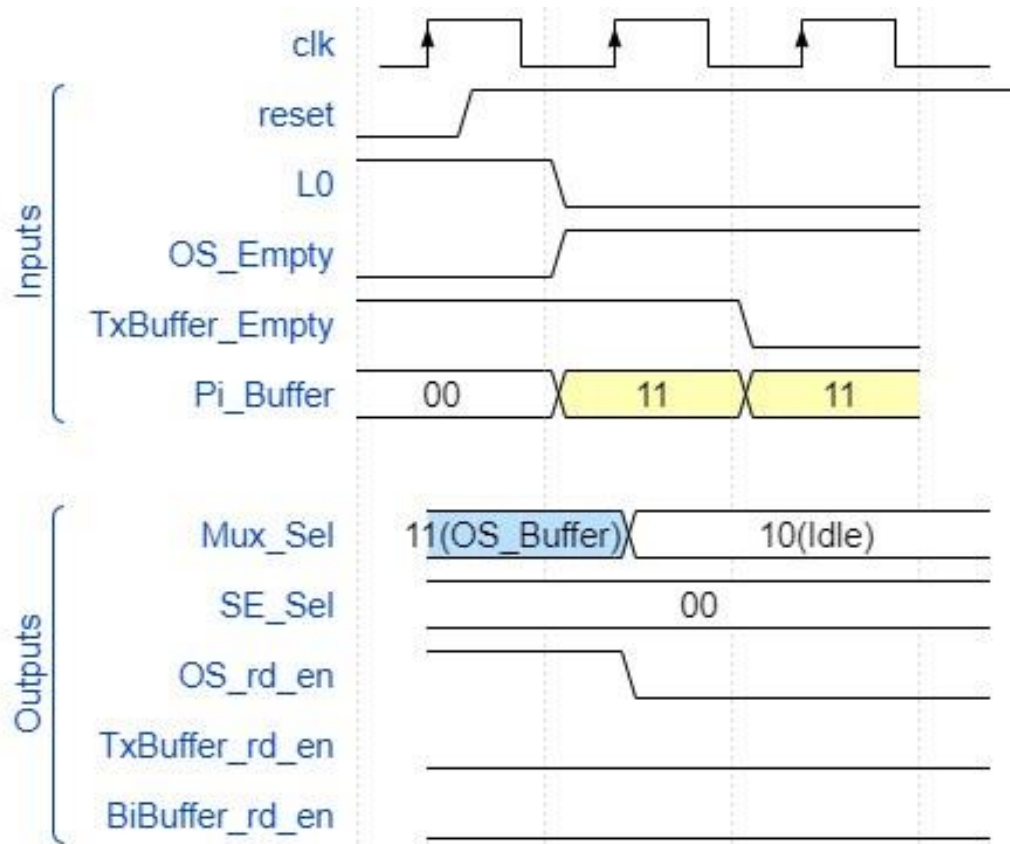 clk
Inputs
reset
L0
OS_Empty
TxBuffer_Empty
Pi_Buffer 00 11 11
Outputs
Mux_Sel 11(OS_Buffer) 10(Idle)
SE_Sel 00
OS_rd_en
TxBuffer_rd_en
BiBuffer_rd_en